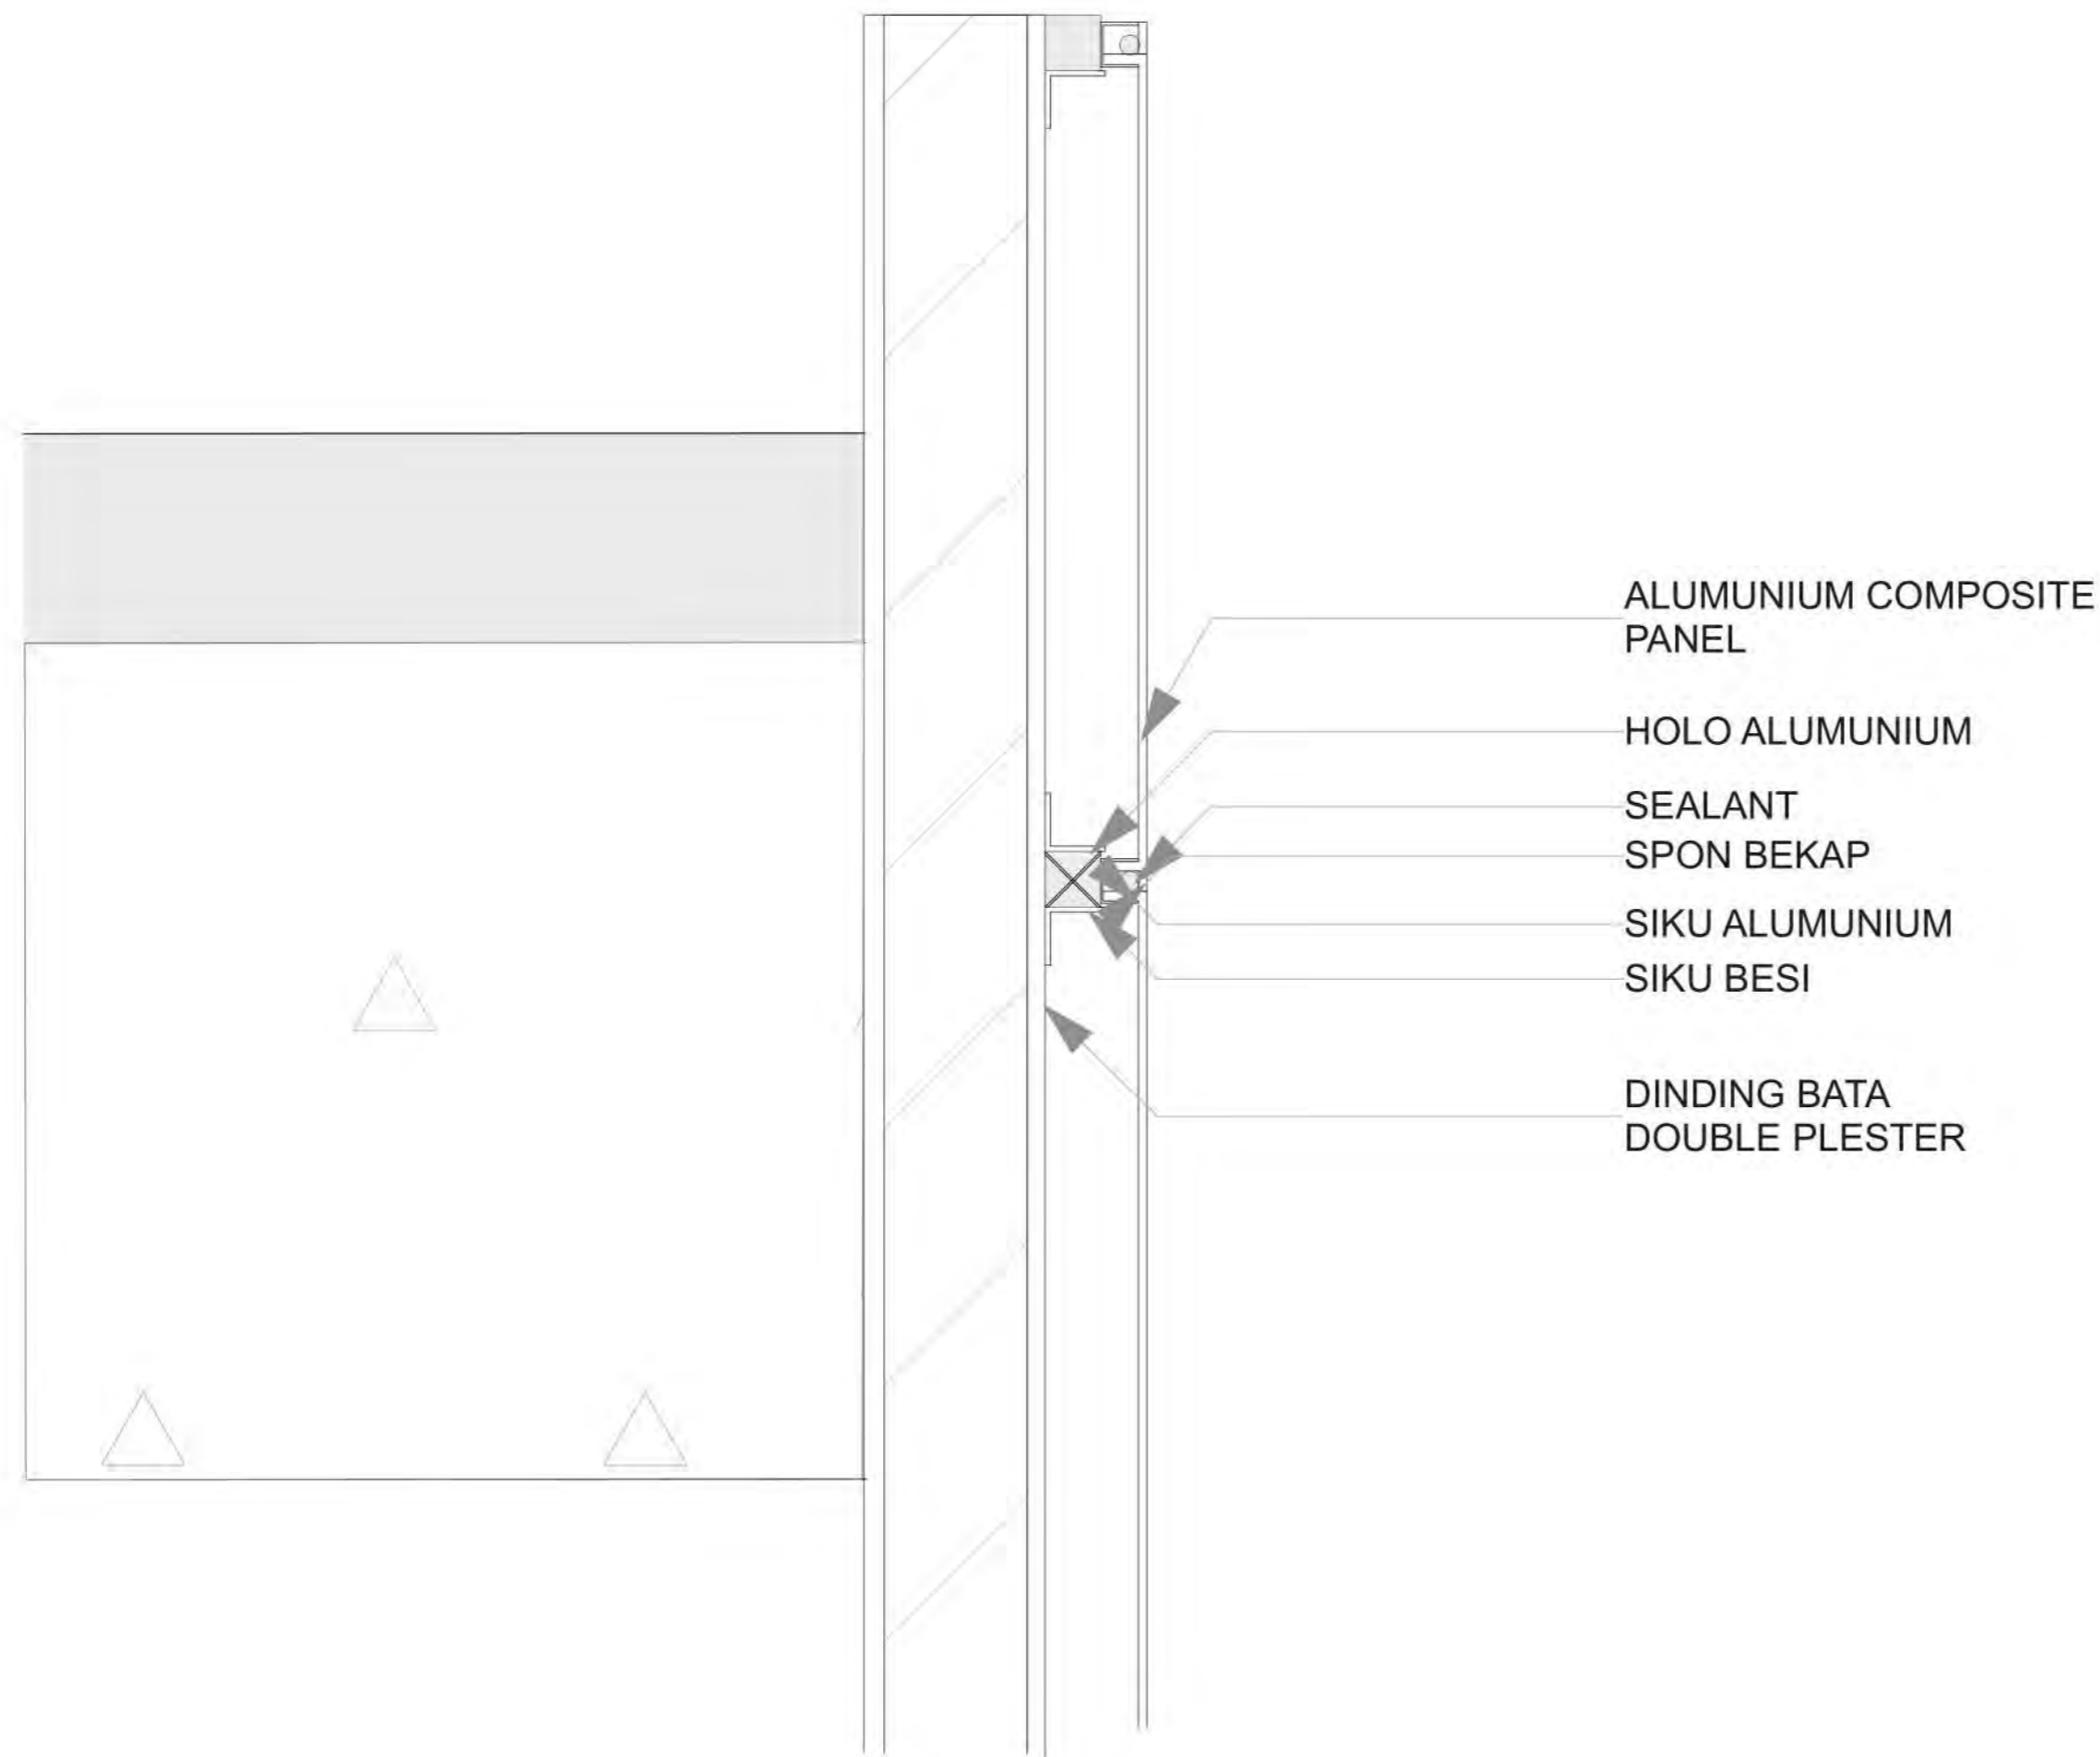 ALUMUNIUM COMPOSITE
PANEL
HOLO ALUMUNIUM
SEALANT
SPON BEKAP
SIKU ALUMUNIUM
SIKU BESI
DINDING BATA
DOUBLE PLESTER